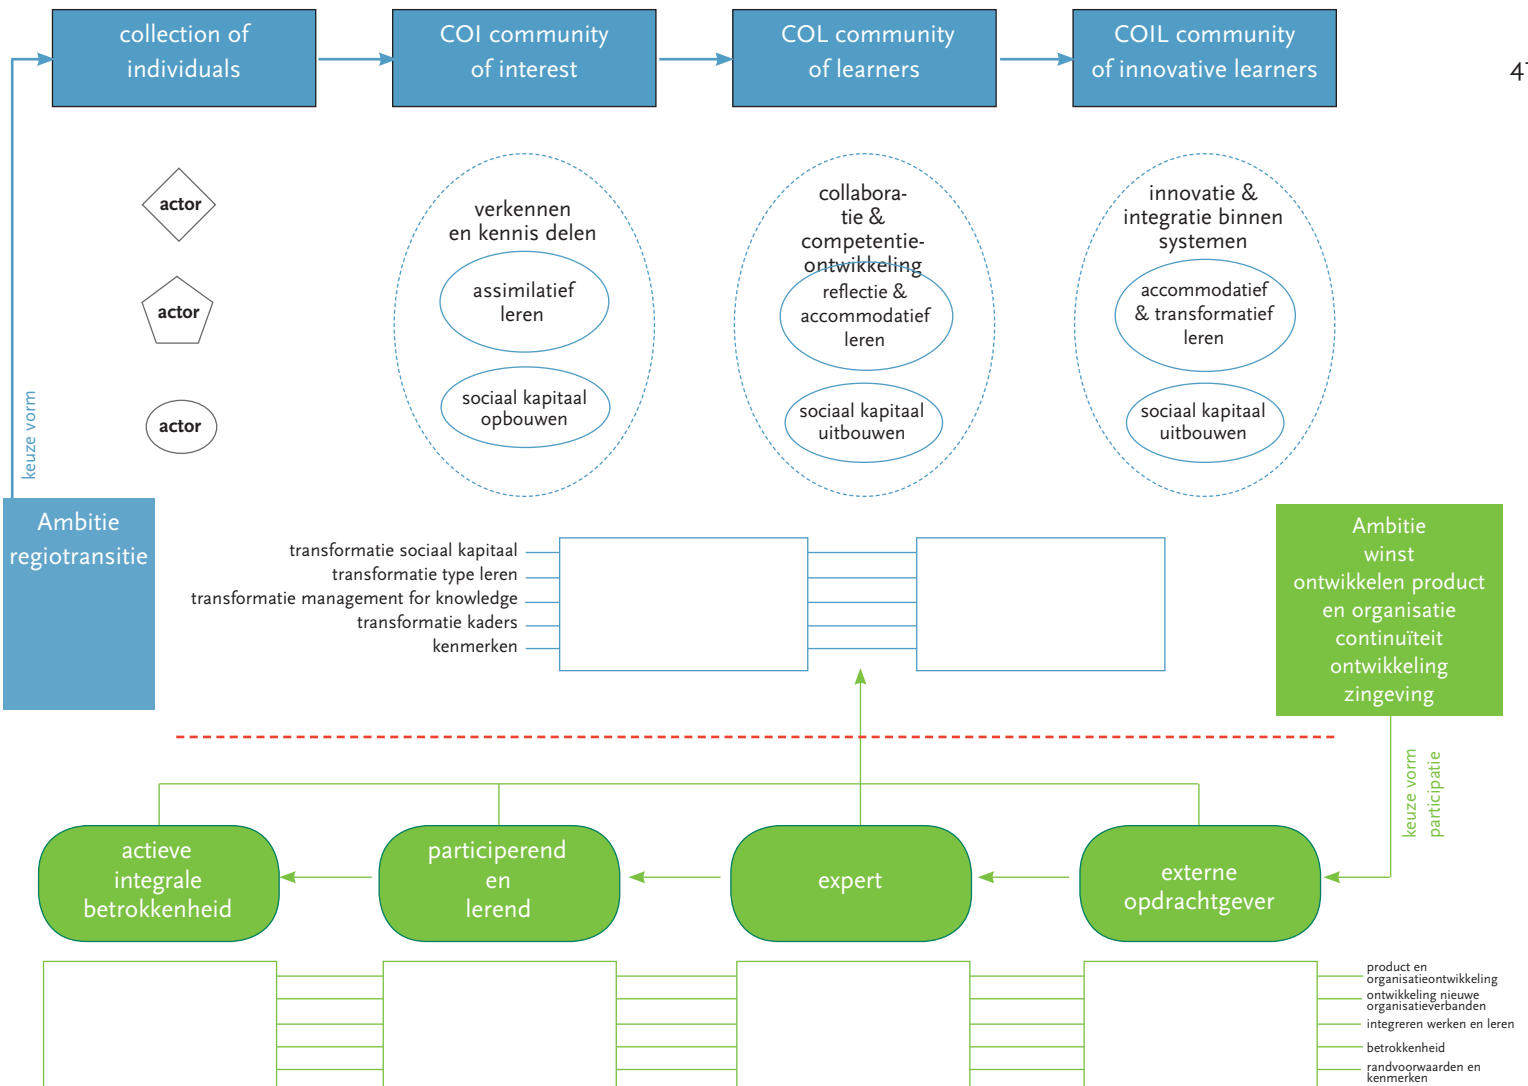 collection of
individuals
COI community
of interest
COL community
of learners
COIL community
of innovative learners
47
actor
actor
actor
verkennen
en kennis delen
assimilatief
leren
sociaal kapitaal
opbouwen
collabora-
tie &
competentie-
ontwikkeling
reflectie &
accommodatief
leren
sociaal kapitaal
uitbouwen
innovatie &
integratie binnen
systemen
accommodatief
& transformatief
leren
sociaal kapitaal
uitbouwen
keuze vorm
Ambitie
regiotransitie
transformatie sociaal kapitaal
transformatie type leren
transformatie management for knowledge
transformatie kaders
kenmerken
Ambitie
winst
ontwikkelen product
en organisatie
continuïteit
ontwikkeling
zingeving
keuze vorm
participatie
actieve
integrale
betrokkenheid
participerend
en
lerend
expert
externe
opdrachtgever
product en
organisatieontwikkeling
ontwikkeling nieuwe
organisatieverbanden
integreren werken en leren
betrokkenheid
randvoorwaarden en
kenmerken